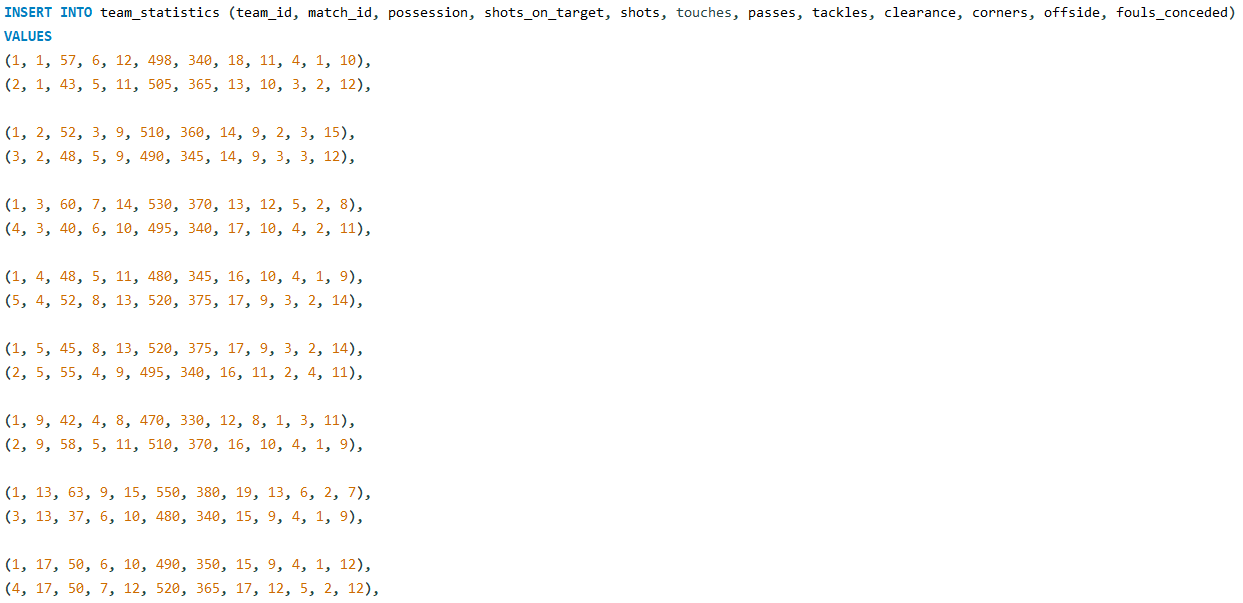 INSERT INTO team_statistics (team_id, match_id, possession, shots_on_target, shots, touches, passes, tackles, clearance, corners, offside, fouls_conceded)
VALUES
(1, 1, 57, 6, 12, 498, 340, 18, 11, 4, 1, 10),
(2, 1, 43, 5, 11, 505, 365, 13, 10, 3, 2, 12),
(1, 2, 52, 3, 9, 510, 360, 14, 9, 2, 3, 15),
(3, 2, 48, 5, 9, 490, 345, 14, 9, 3, 3, 12),
(1, 3, 60, 7, 14, 530, 370, 13, 12, 5, 2, 8),
(4, 3, 40, 6, 10, 495, 340, 17, 10, 4, 2, 11),
(1, 4, 48, 5, 11, 480, 345, 16, 10, 4, 1, 9),
(5, 4, 52, 8, 13, 520, 375, 17, 9, 3, 2, 14),
(1, 5, 45, 8, 13, 520, 375, 17, 9, 3, 2, 14),
(2, 5, 55, 4, 9, 495, 340, 16, 11, 2, 4, 11),
(1, 9, 42, 4, 8, 470, 330, 12, 8, 1, 3, 11),
(2, 9, 58, 5, 11, 510, 370, 16, 10, 4, 1, 9),
(1, 13, 63, 9, 15, 550, 380, 19, 13, 6, 2, 7),
(3, 13, 37, 6, 10, 480, 340, 15, 9, 4, 1, 9),
(1, 17, 50, 6, 10, 490, 350, 15, 9, 4, 1, 12),
(4, 17, 50, 7, 12, 520, 365, 17, 12, 5, 2, 12),